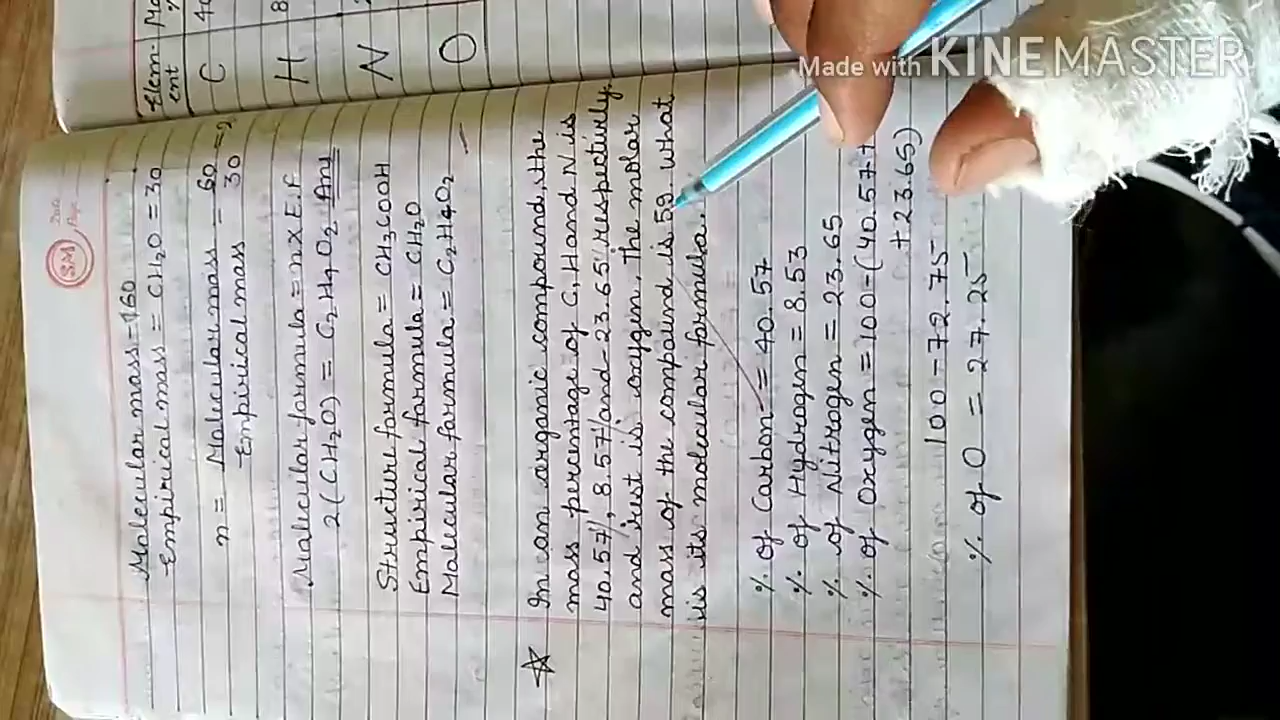 Made with KINEMASTER
SM
Molecular mass = 160
Empirical mass = CH2O = 30
n = Molecular mass = 60 = 2
Empirical mass 30
Molecular formula = n X E.F
2(CH2O) = C2H4O2 Ans
Structure formula = CH3COOH
Empirical formula = CH2O
Molecular formula = C2H4O2
☆ In an organic compound, the
mass percentage of C, H and N is
40.57%, 8.57% and 23.65% respectively.
and rest is oxygen, the molar
mass of the compound is 59. what
is its molecular formula.
% of Carbon = 40.57
% of Hydrogen = 8.53
% of Nitrogen = 23.65
% of Oxygen = 100-(40.57+
+23.65)
100-72.75
% of O = 27.25
Elem-
ent %
C 40
H 8
N
O